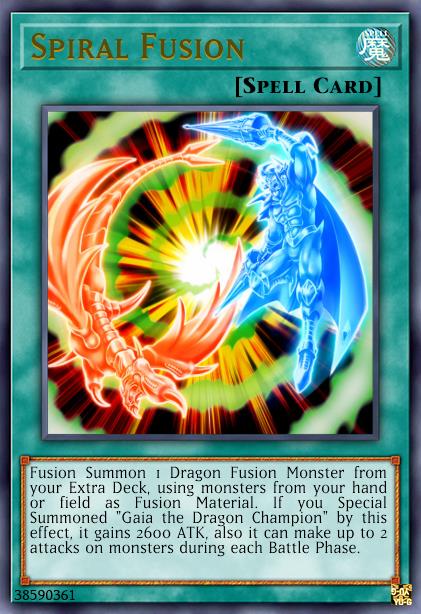 Spiral Fusion
SPELL
魔
[Spell Card]
Fusion Summon 1 Dragon Fusion Monster from
your Extra Deck, using monsters from your hand
or field as Fusion Material. If you Special
Summoned "Gaia the Dragon Champion" by this
effect, it gains 2600 ATK, also it can make up to 2
attacks on monsters during each Battle Phase.
38590361